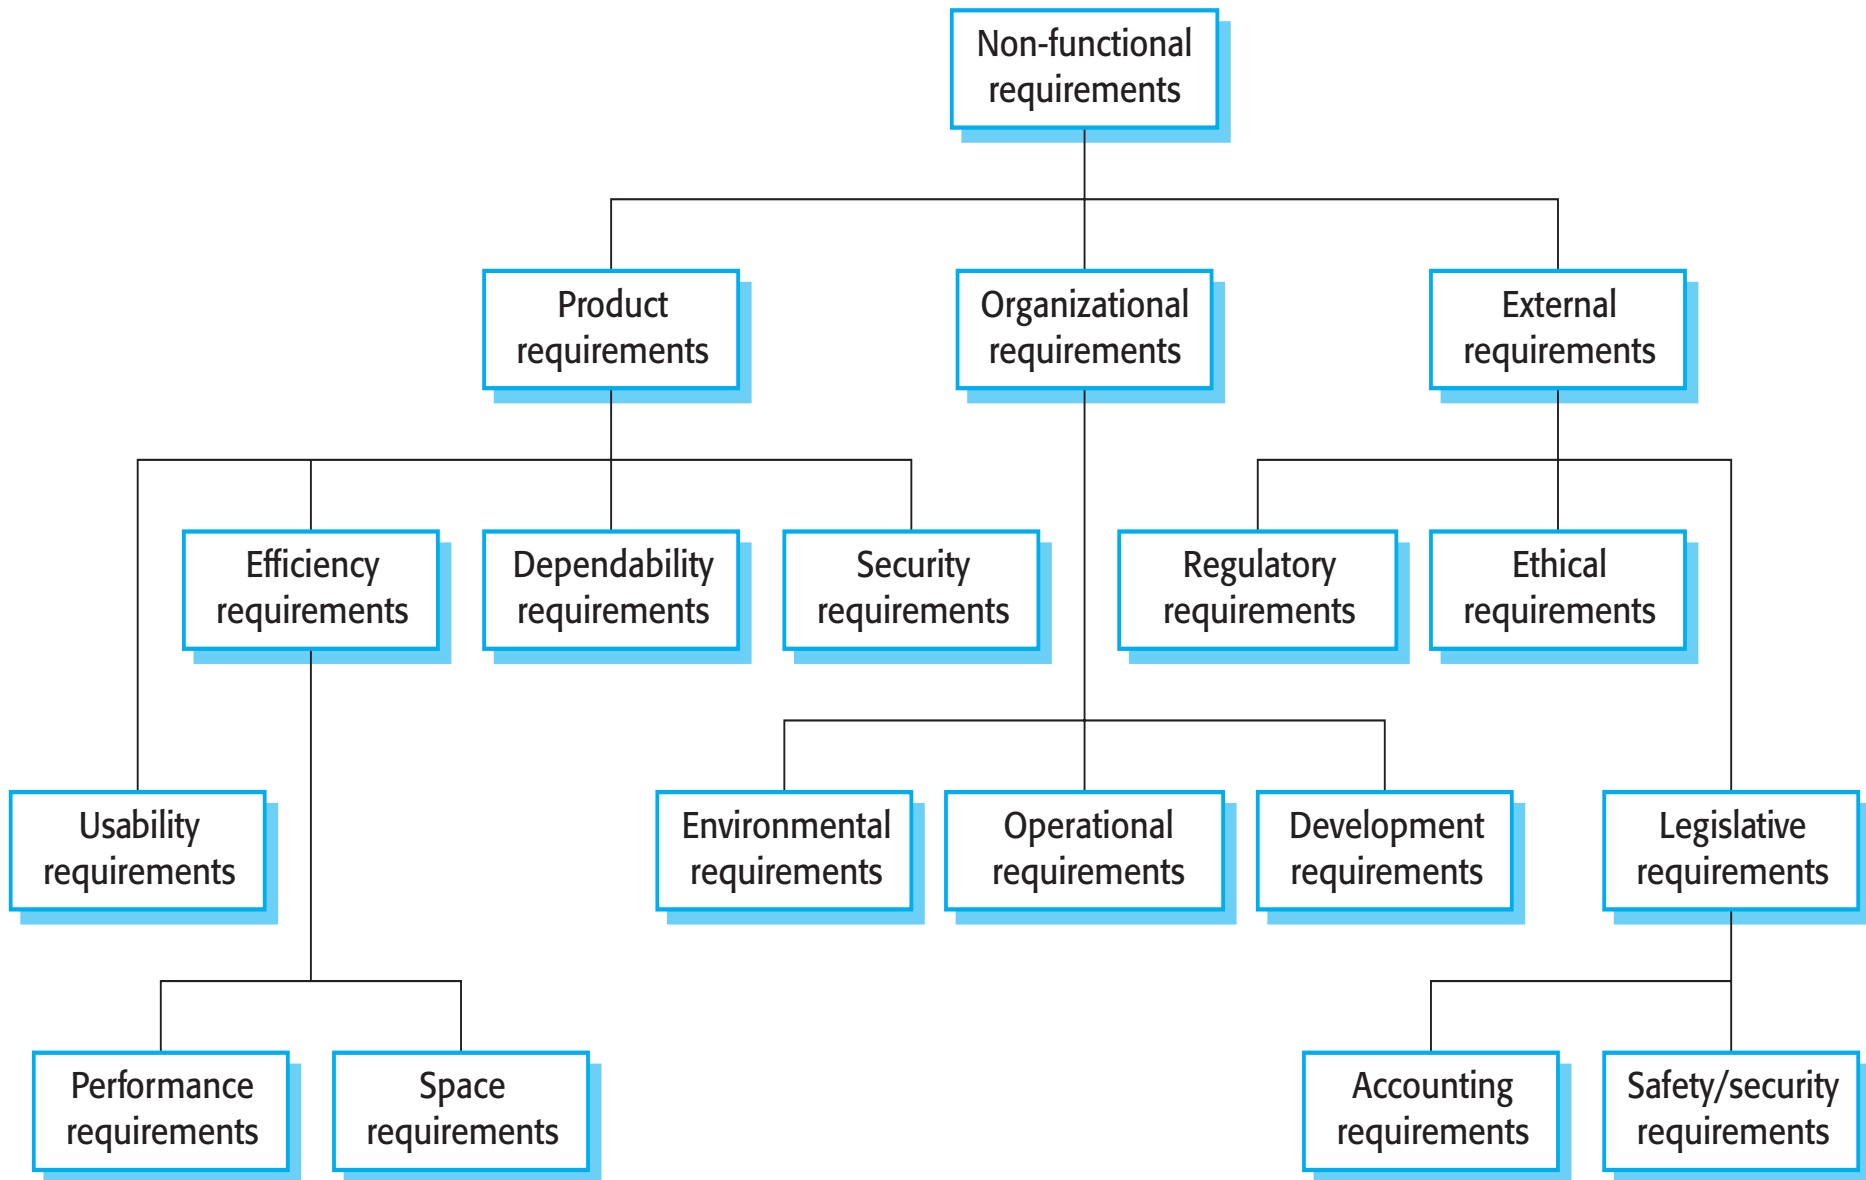 Non-functional
requirements
Product
requirements
Organizational
requirements
External
requirements
Efficiency
requirements
Dependability
requirements
Security
requirements
Regulatory
requirements
Ethical
requirements
Usability
requirements
Environmental
requirements
Operational
requirements
Development
requirements
Legislative
requirements
Performance
requirements
Space
requirements
Accounting
requirements
Safety/security
requirements